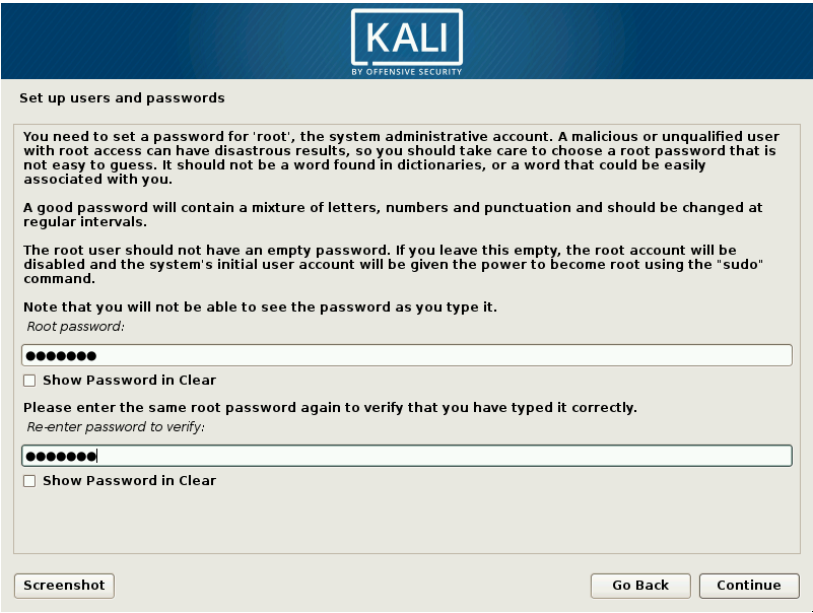 KALI
BY OFFENSIVE SECURITY
Set up users and passwords
You need to set a password for 'root', the system administrative account. A malicious or unqualified user
with root access can have disastrous results, so you should take care to choose a root password that is
not easy to guess. It should not be a word found in dictionaries, or a word that could be easily
associated with you.
A good password will contain a mixture of letters, numbers and punctuation and should be changed at
regular intervals.
The root user should not have an empty password. If you leave this empty, the root account will be
disabled and the system's initial user account will be given the power to become root using the "sudo"
command.
Note that you will not be able to see the password as you type it.
Root password:
●●●●●●●
Show Password in Clear
Please enter the same root password again to verify that you have typed it correctly.
Re-enter password to verify:
●●●●●●●
Show Password in Clear
Screenshot
Go Back
Continue